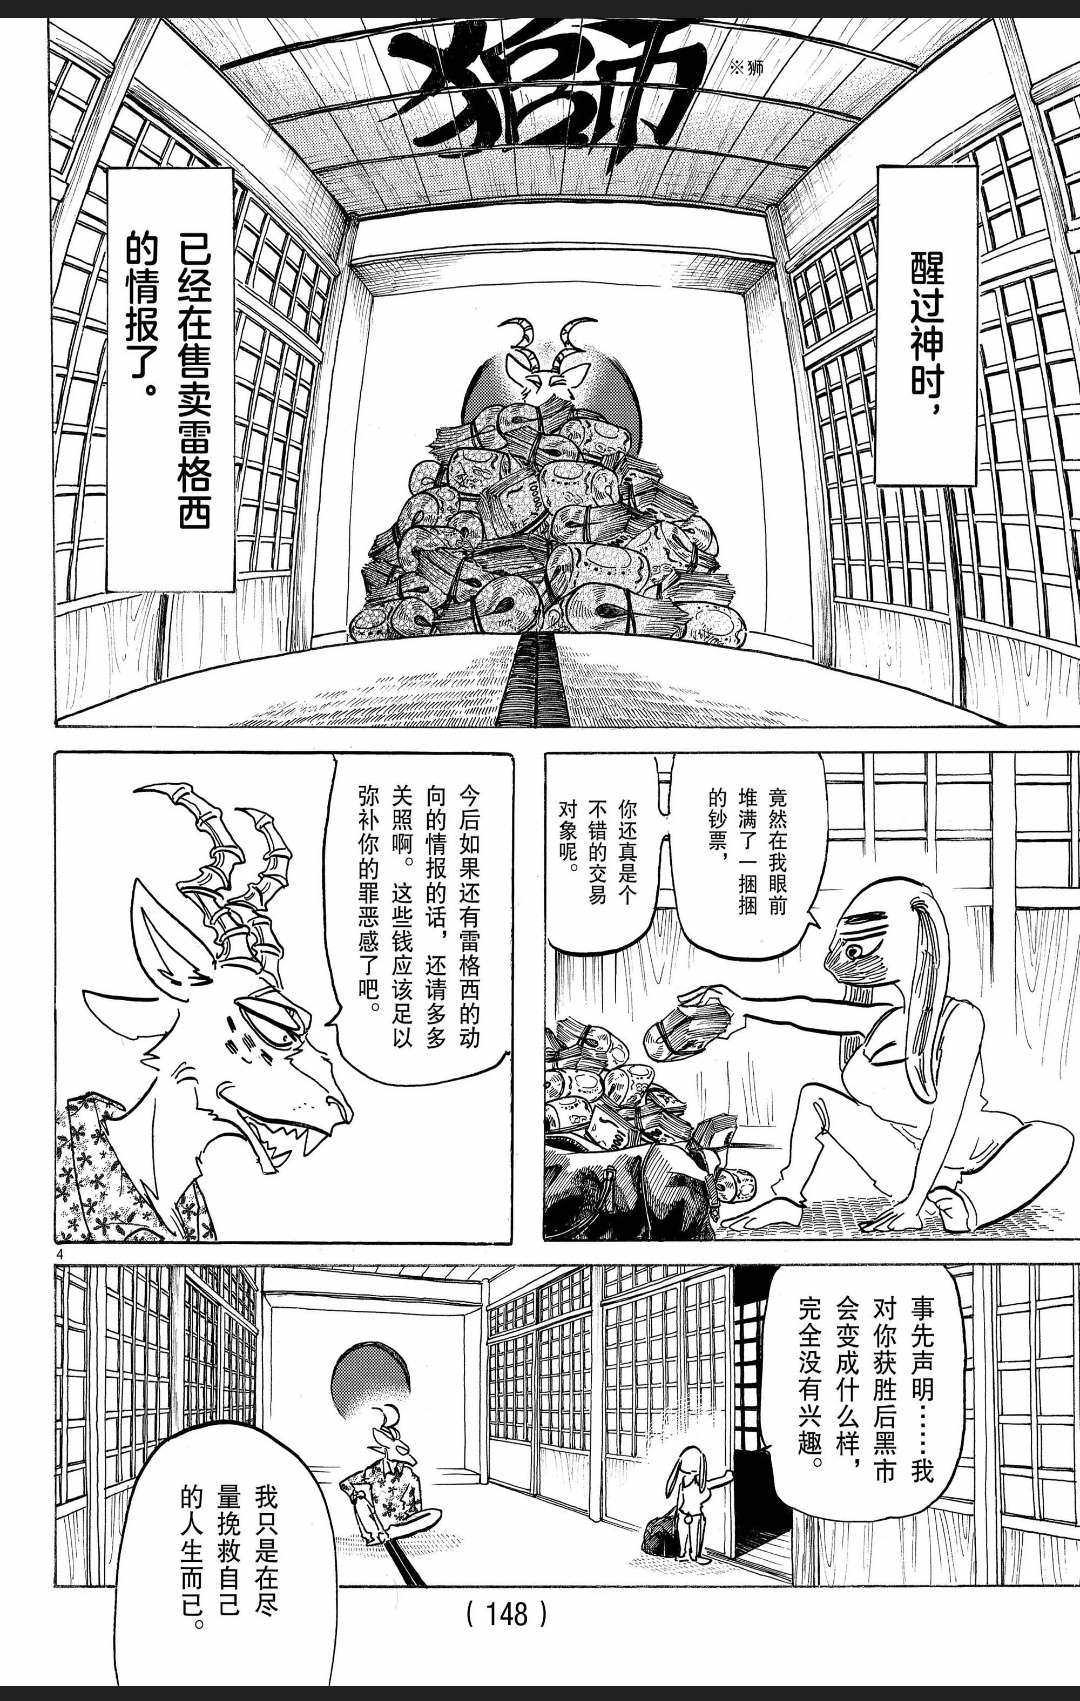 獅
※狮
醒过神时，
已经在售卖雷格西
的情报了。
竟然在我眼前
堆满了一捆捆
的钞票，
你还真是个
不错的交易
对象呢。
今后如果还有雷格西的动
向的情报的话，还请多多
关照啊。这些钱应该足以
弥补你的罪恶感了吧。
4
事先声明……我
对你获胜后黑市
会变成什么样，
完全没有兴趣。
我只是在尽
量挽救自己
的人生而已。
（148）